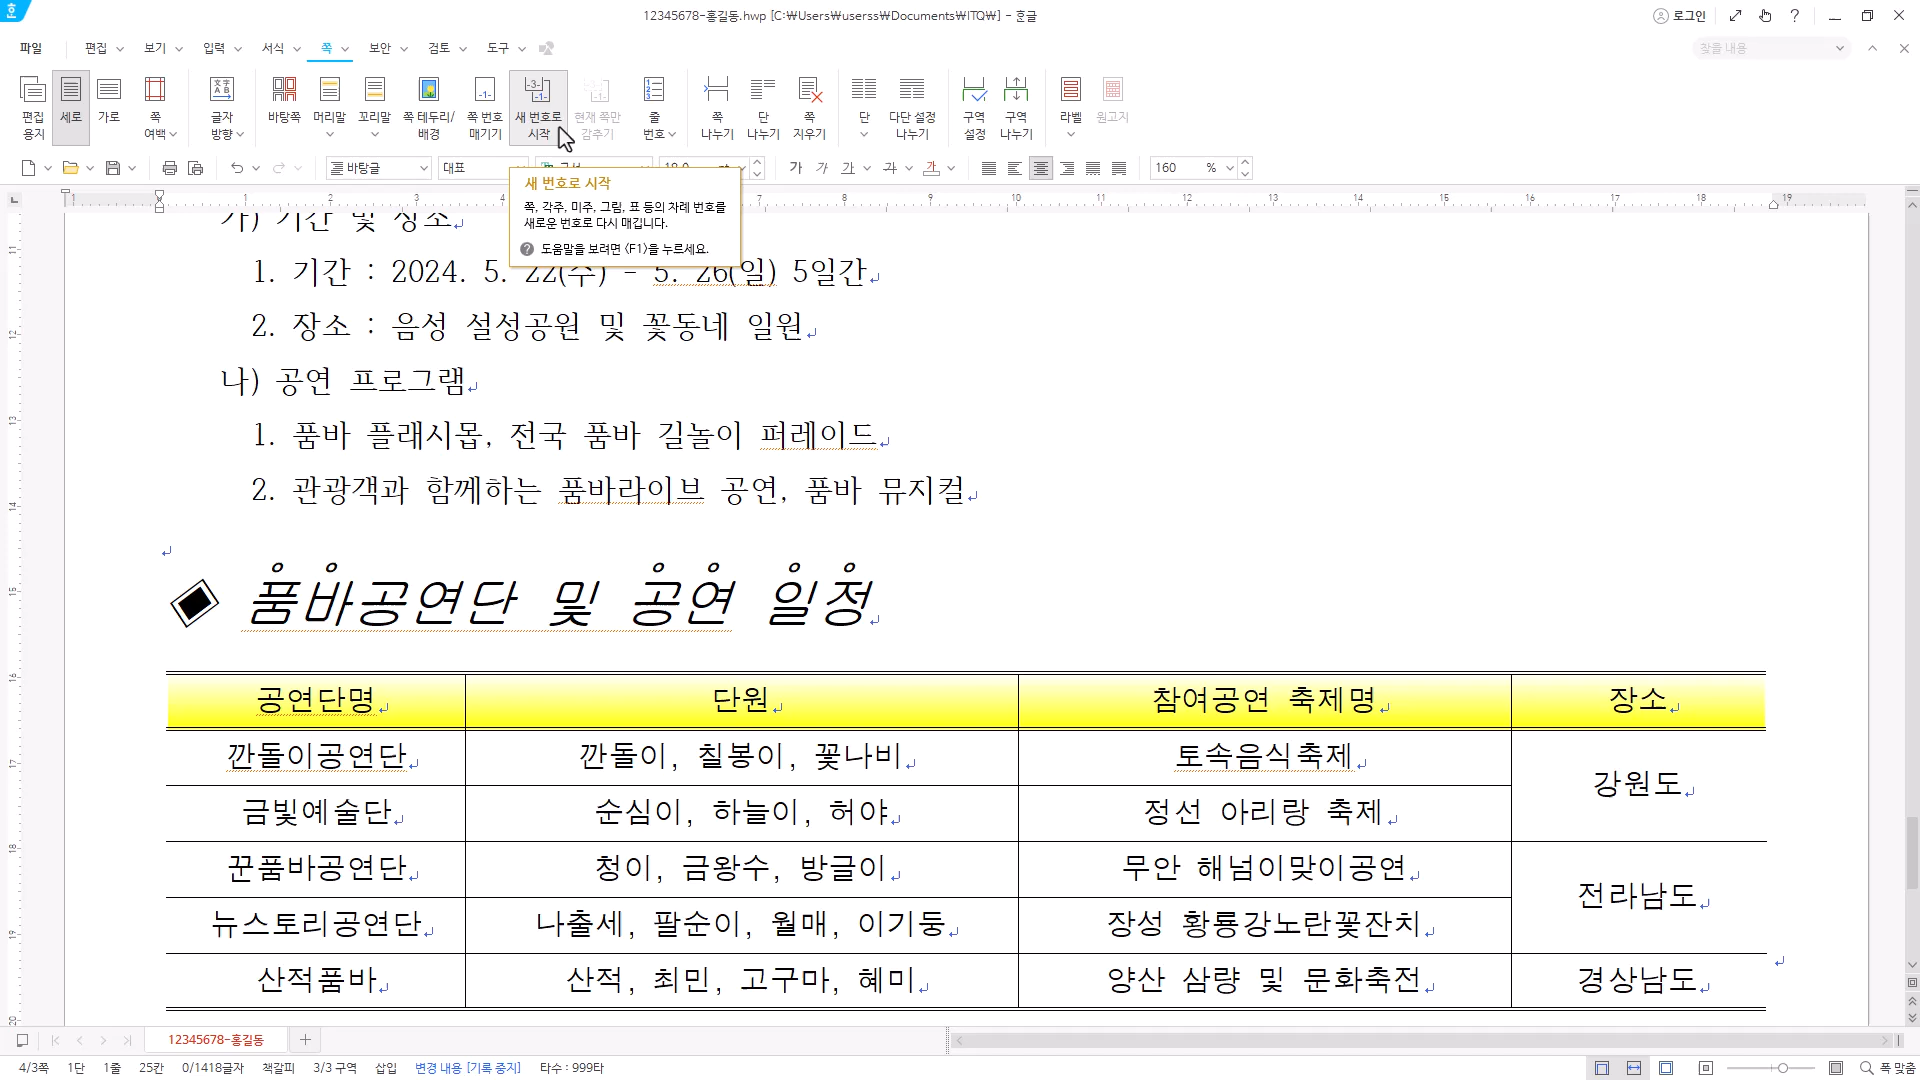 12345678-홍길동.hwp [C:￦Users￦userss￦Documents￦ITQ￦] - 한글
로그인
파일 편집 보기 입력 서식 쪽 보안 검토 도구 찾을 내용
편집 용지 세로 가로 쪽 여백 글자 방향 바탕쪽 머리말 꼬리말 쪽 테두리/배경 쪽 번호 매기기 새 번호로 시작 현재 쪽만 감추기 줄 번호 쪽 나누기 단 나누기 쪽 지우기 단 다단 설정 나누기 구역 설정 구역 나누기 라벨 원고지
바탕글 대표 가 가 가 가 가 160 %
새 번호로 시작
쪽, 각주, 미주, 그림, 표 등의 차례 번호를
새로운 번호로 다시 매깁니다.
도움말을 보려면 <F1>을 누르세요.
가) 기간 및 장소
1. 기간 : 2024. 5. 22(수) - 5. 26(일) 5일간
2. 장소 : 음성 설성공원 및 꽃동네 일원
나) 공연 프로그램
1. 품바 플래시몹, 전국 품바 길놀이 퍼레이드
2. 관광객과 함께하는 품바라이브 공연, 품바 뮤지컬
품바공연단 및 공연 일정
공연단명 단원 참여공연 축제명 장소
깐돌이공연단 깐돌이, 칠봉이, 꽃나비 토속음식축제 강원도
금빛예술단 순심이, 하늘이, 허야 정선 아리랑 축제
꾼품바공연단 청이, 금왕수, 방글이 무안 해넘이맞이공연 전라남도
뉴스토리공연단 나출세, 팔순이, 월매, 이기둥 장성 황룡강노란꽃잔치
산적품바 산적, 최민, 고구마, 혜미 양산 삼량 및 문화축전 경상남도
12345678-홍길동
4/3쪽 1단 1줄 25칸 0/1418글자 책갈피 3/3 구역 삽입 변경 내용 [기록 중지] 타수 : 999타 폭 맞춤